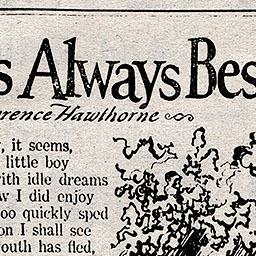 s Always Bes
rence Hawthorne
, it seems,
little boy
with idle dreams
w I did enjoy
oo quickly sped
on I shall see
outh has fled,